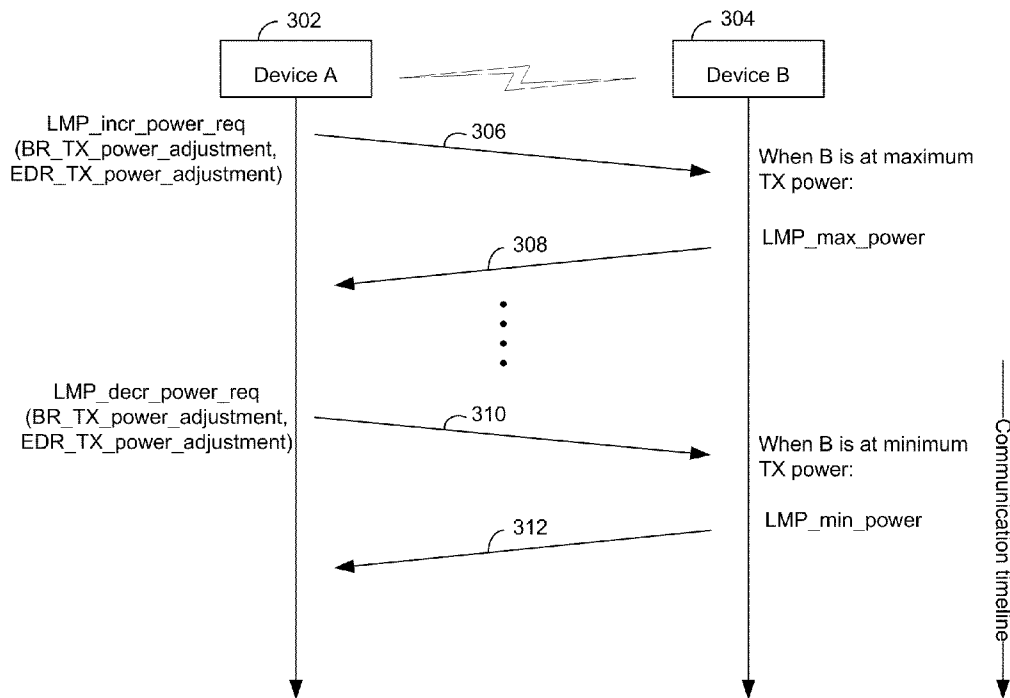 302
304
Device A
Device B
LMP_incr_power_req
(BR_TX_power_adjustment,
EDR_TX_power_adjustment)
306
When B is at maximum
TX power:
308
LMP_max_power
LMP_decr_power_req
(BR_TX_power_adjustment,
EDR_TX_power_adjustment)
310
When B is at minimum
TX power:
312
LMP_min_power
Communication timeline